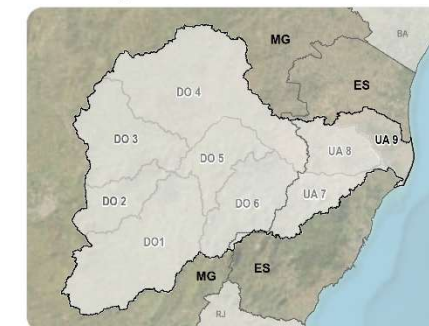 BA
MG
ES
DO 4
DO 3
UA 9
UA 8
DO 5
UA 7
DO 2
DO 6
DO1
MG
ES
RJ